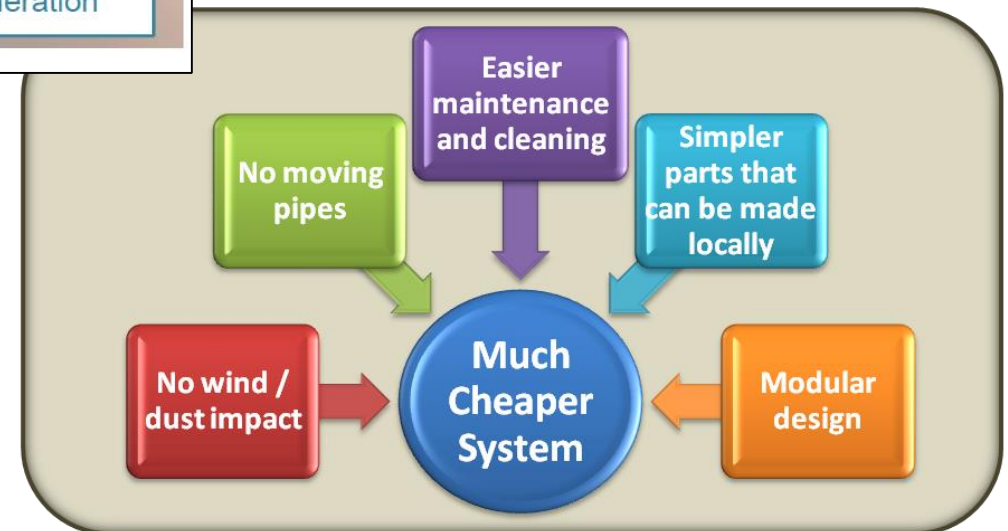 Easier
maintenance
and cleaning
No moving
pipes
Simpler
parts that
can be made
locally
No wind /
dust impact
Much
Cheaper
System
Modular
design